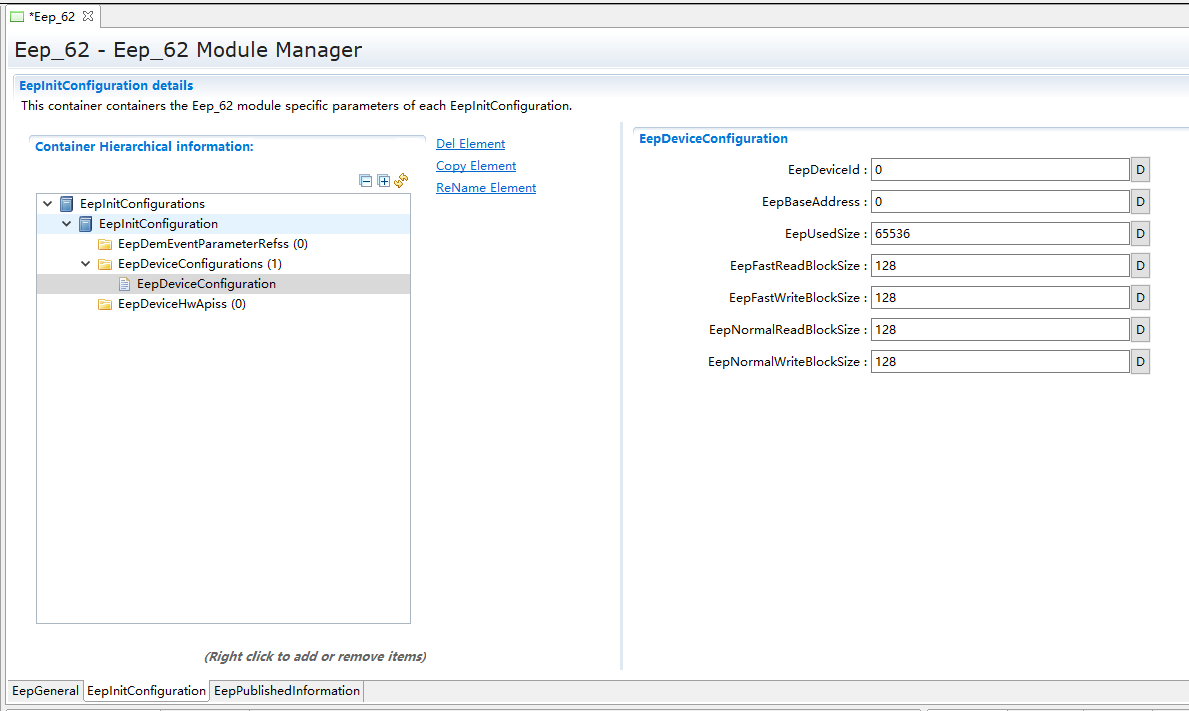 *Eep_62
Eep_62 - Eep_62 Module Manager
EepInitConfiguration details
This container containers the Eep_62 module specific parameters of each EepInitConfiguration.
Container Hierarchical information:
Del Element
Copy Element
ReName Element
EepInitConfigurations
EepInitConfiguration
EepDemEventParameterRefss (0)
EepDeviceConfigurations (1)
EepDeviceConfiguration
EepDeviceHwApiss (0)
(Right click to add or remove items)
EepDeviceConfiguration
EepDeviceId : 0 D
EepBaseAddress : 0 D
EepUsedSize : 65536 D
EepFastReadBlockSize : 128 D
EepFastWriteBlockSize : 128 D
EepNormalReadBlockSize : 128 D
EepNormalWriteBlockSize : 128 D
EepGeneral EepInitConfiguration EepPublishedInformation